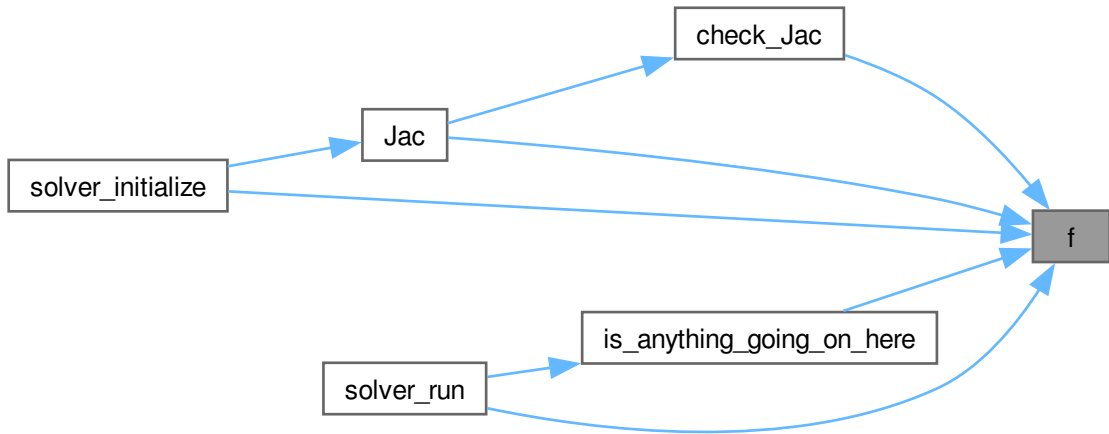 check_Jac
Jac
solver_initialize
f
is_anything_going_on_here
solver_run